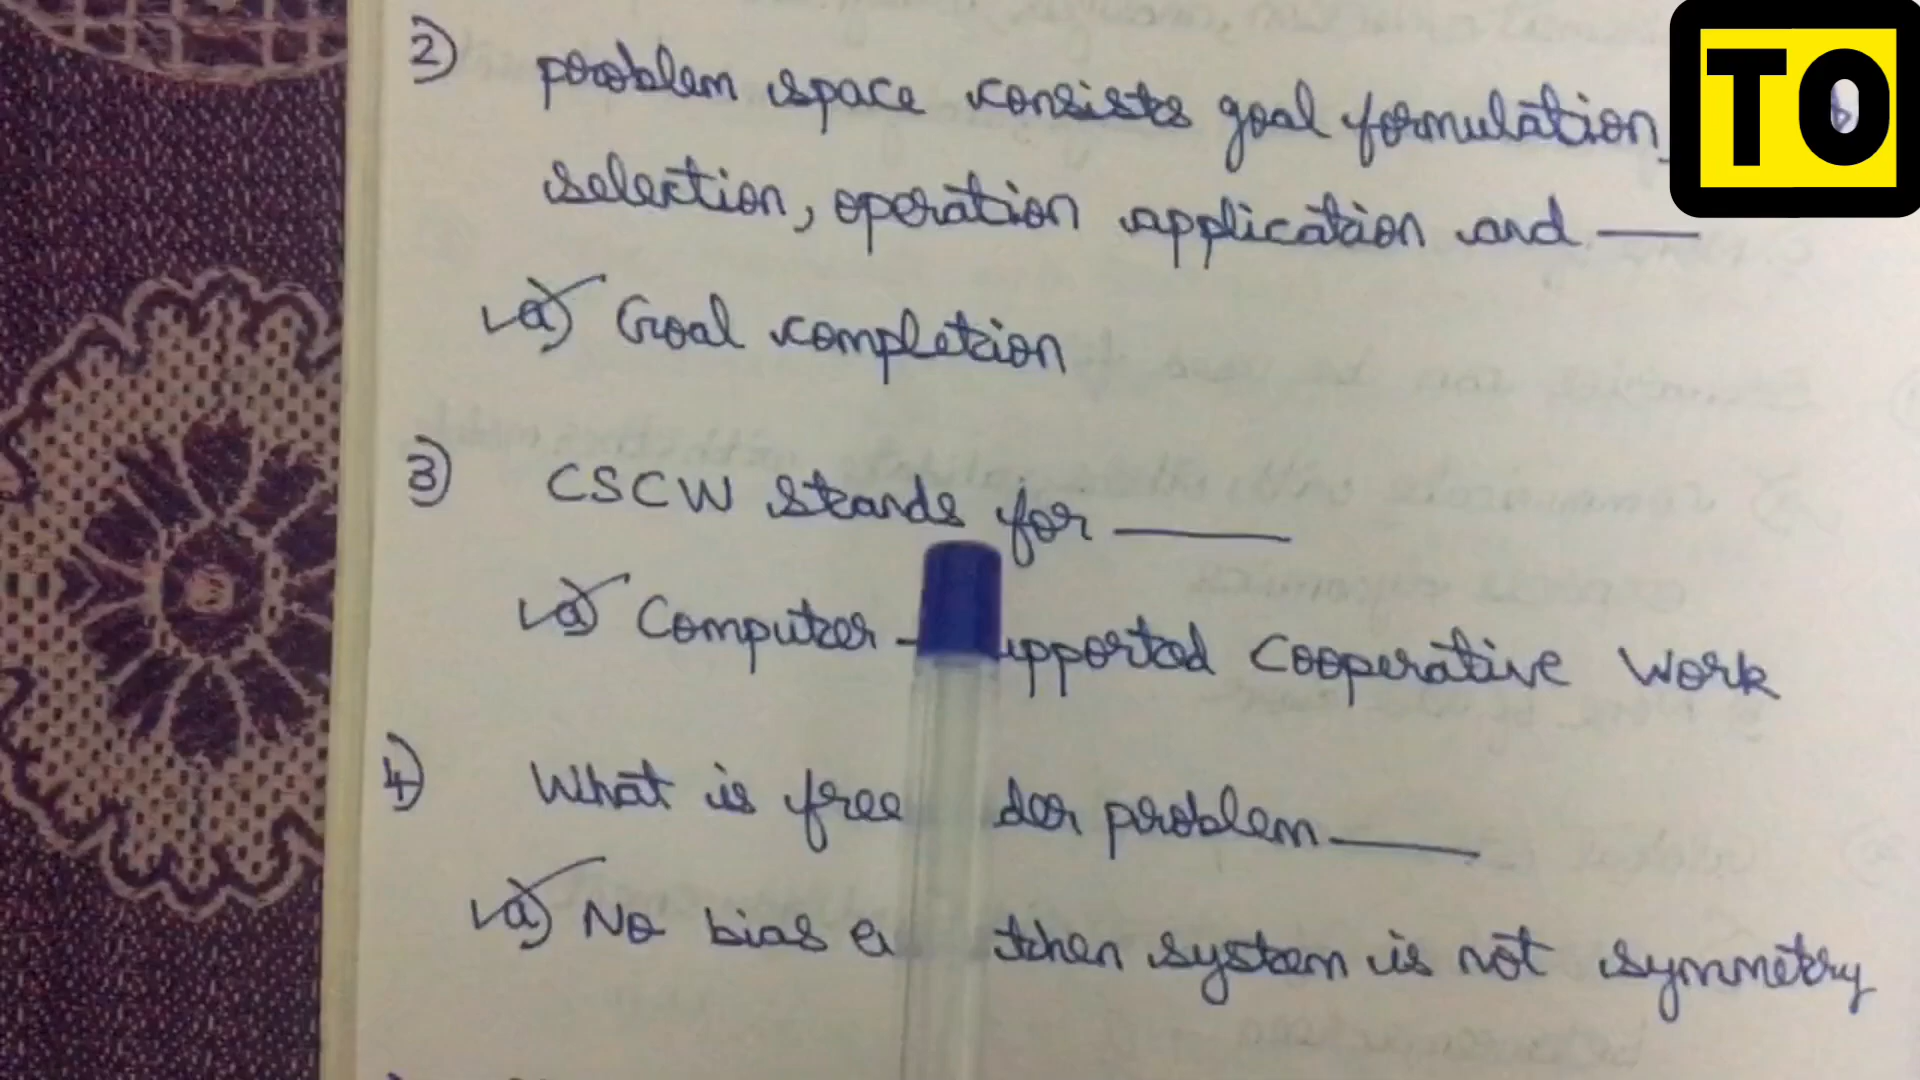 2) problem space consists goal formulation,
selection, operation application and ___
a) Goal completion
3) CSCW stands for ___
a) Computer - upported Cooperative Work
4) What is free der problem ___
a) No bias then system is not symmetry
TO